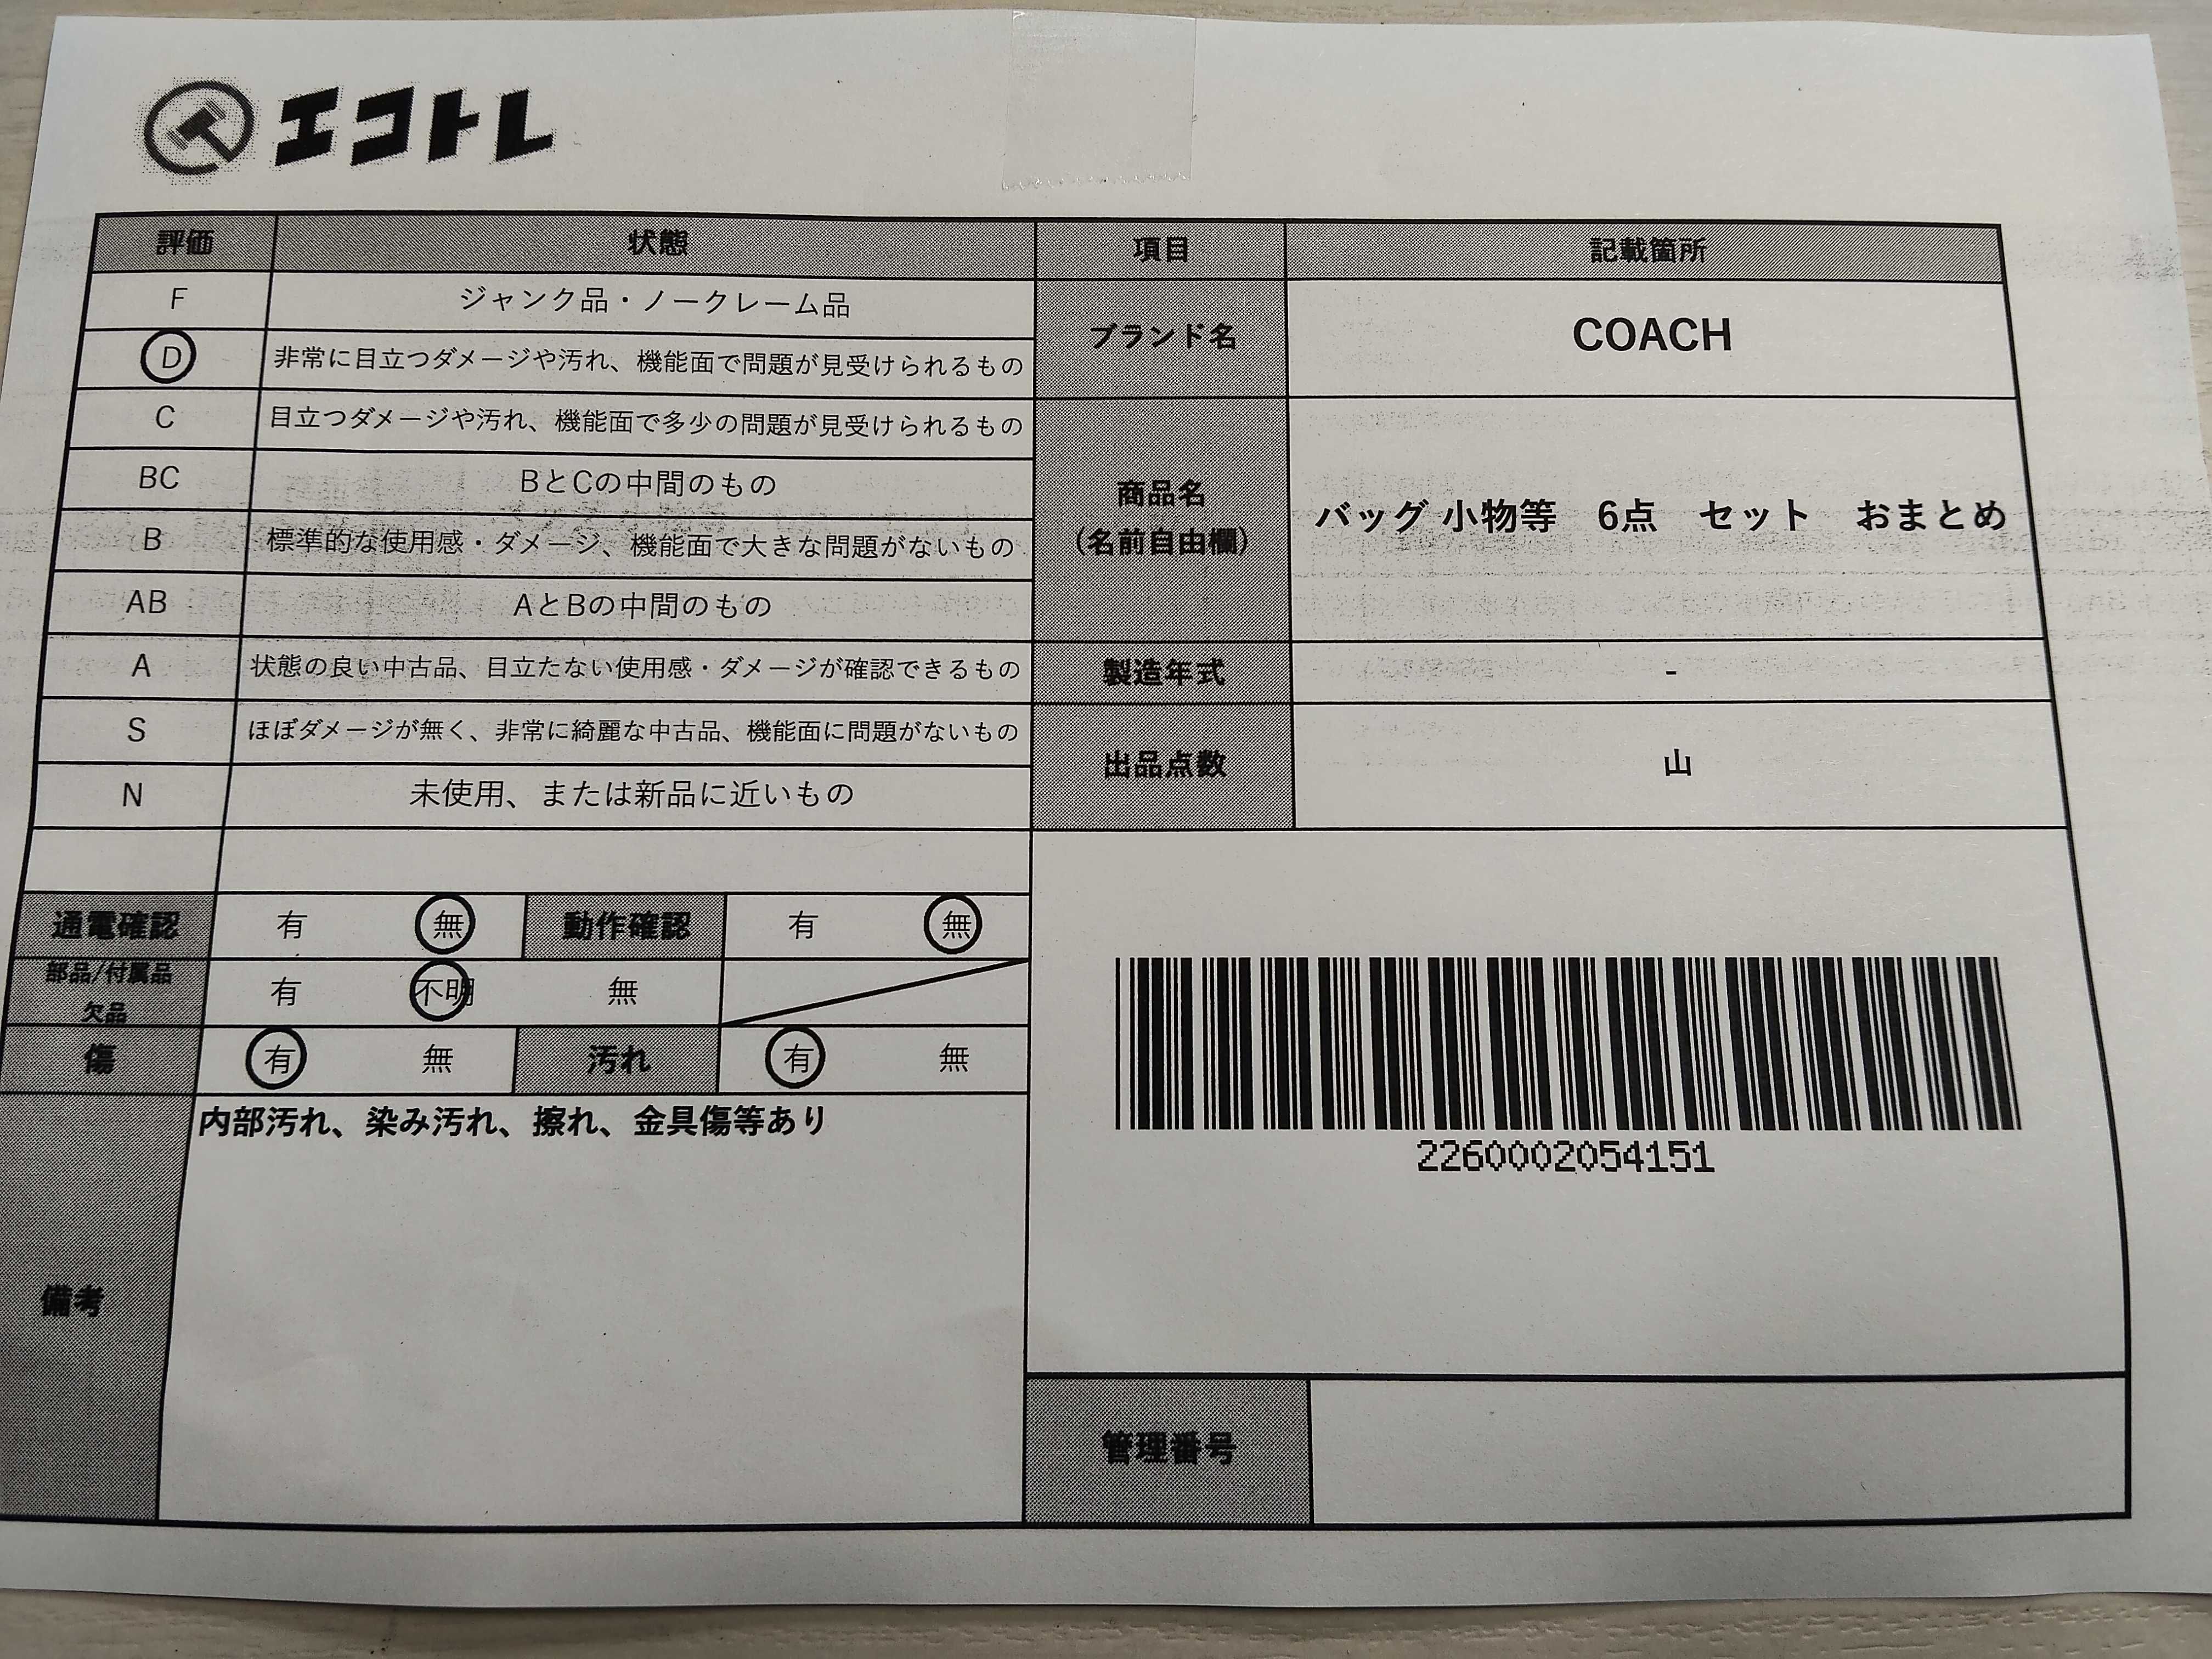 エコトレ
評価 状態 項目 記載箇所
F ジャンク品・ノークレーム品
D 非常に目立つダメージや汚れ、機能面で問題が見受けられるもの
ブランド名 COACH
C 目立つダメージや汚れ、機能面で多少の問題が見受けられるもの
BC BとCの中間のもの
商品名
(名前自由欄)
バッグ 小物等 6点 セット おまとめ
B 標準的な使用感・ダメージ、機能面で大きな問題がないもの
AB AとBの中間のもの
A 状態の良い中古品、目立たない使用感・ダメージが確認できるもの
製造年式 -
S ほぼダメージが無く、非常に綺麗な中古品、機能面に問題がないもの
出品点数 山
N 未使用、または新品に近いもの
通電確認 有 無 動作確認 有 無
部品/付属品
欠品
有 不明 無
傷 有 無 汚れ 有 無
備考
内部汚れ、染み汚れ、擦れ、金具傷等あり
2260002054151
管理番号